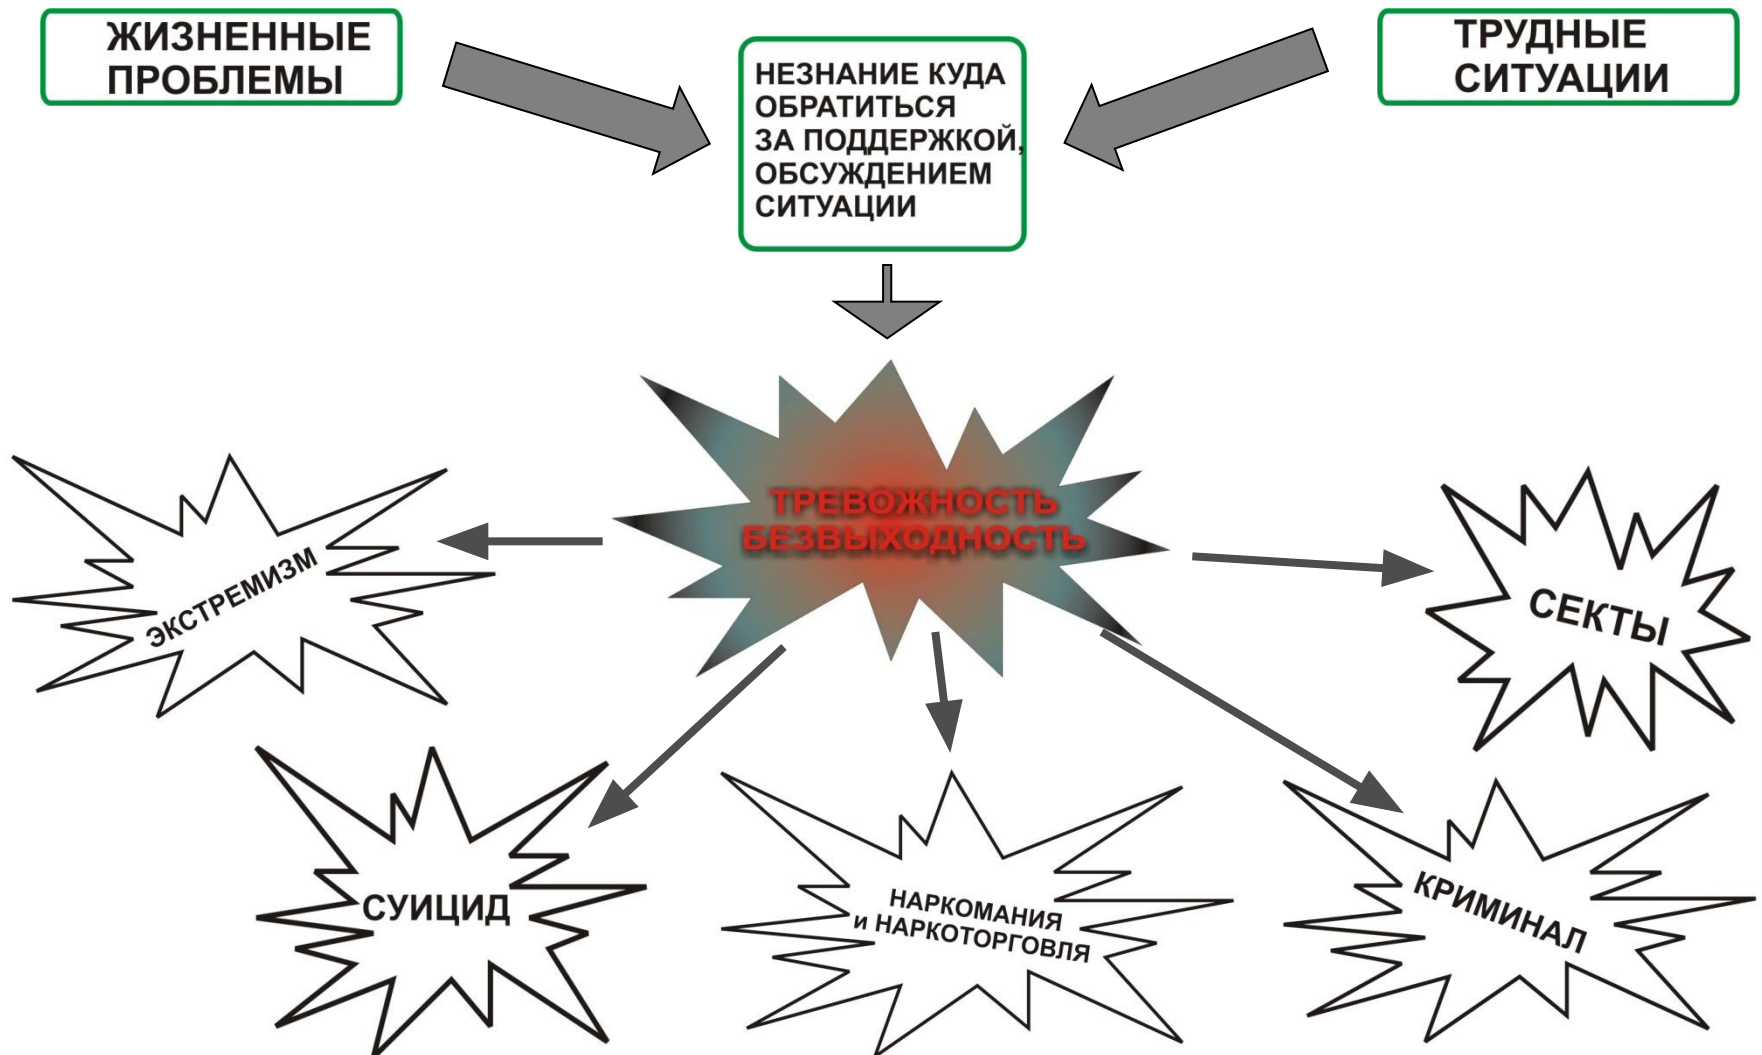 ЖИЗНЕННЫЕ
ПРОБЛЕМЫ
НЕЗНАНИЕ КУДА
ОБРАТИТЬСЯ
ЗА ПОДДЕРЖКОЙ,
ОБСУЖДЕНИЕМ
СИТУАЦИИ
ТРУДНЫЕ
СИТУАЦИИ
ТРЕВОЖНОСТЬ
БЕЗВЫХОДНОСТЬ
ЭКСТРЕМИЗМ
СЕКТЫ
СУИЦИД
НАРКОМАНИЯ
и НАРКОТОРГОВЛЯ
КРИМИНАЛ